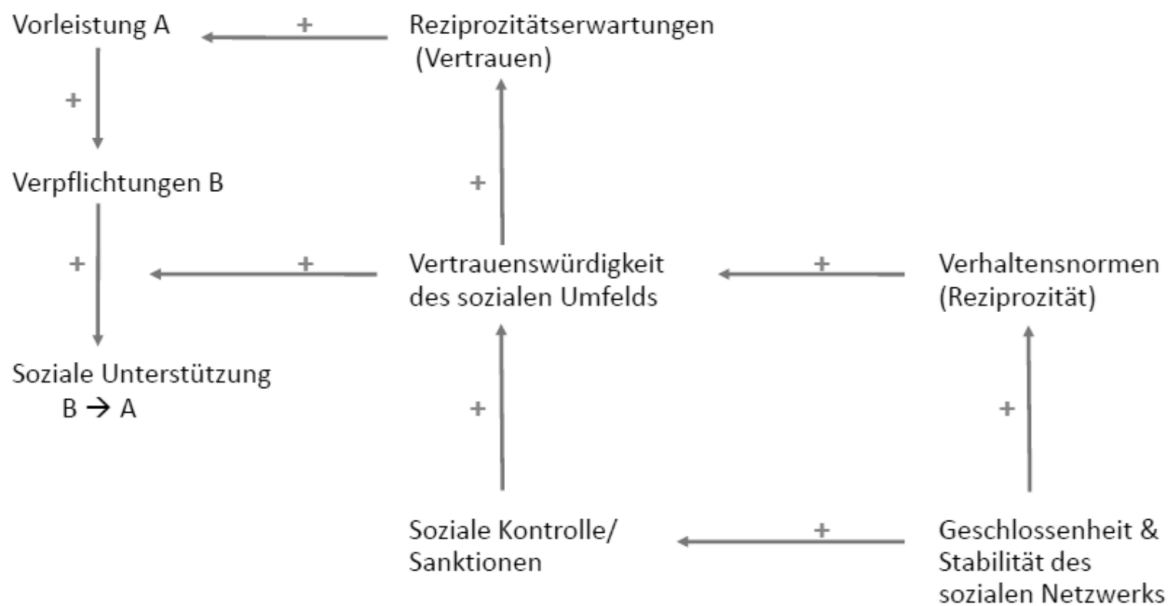 Vorleistung A
+
Reziprozitätserwartungen
(Vertrauen)
+
+
Verpflichtungen B
+
+
Vertrauenswürdigkeit
des sozialen Umfelds
+
Verhaltensnormen
(Reziprozität)
Soziale Unterstützung
B → A
+
+
Soziale Kontrolle/
Sanktionen
+
Geschlossenheit &
Stabilität des
sozialen Netzwerks